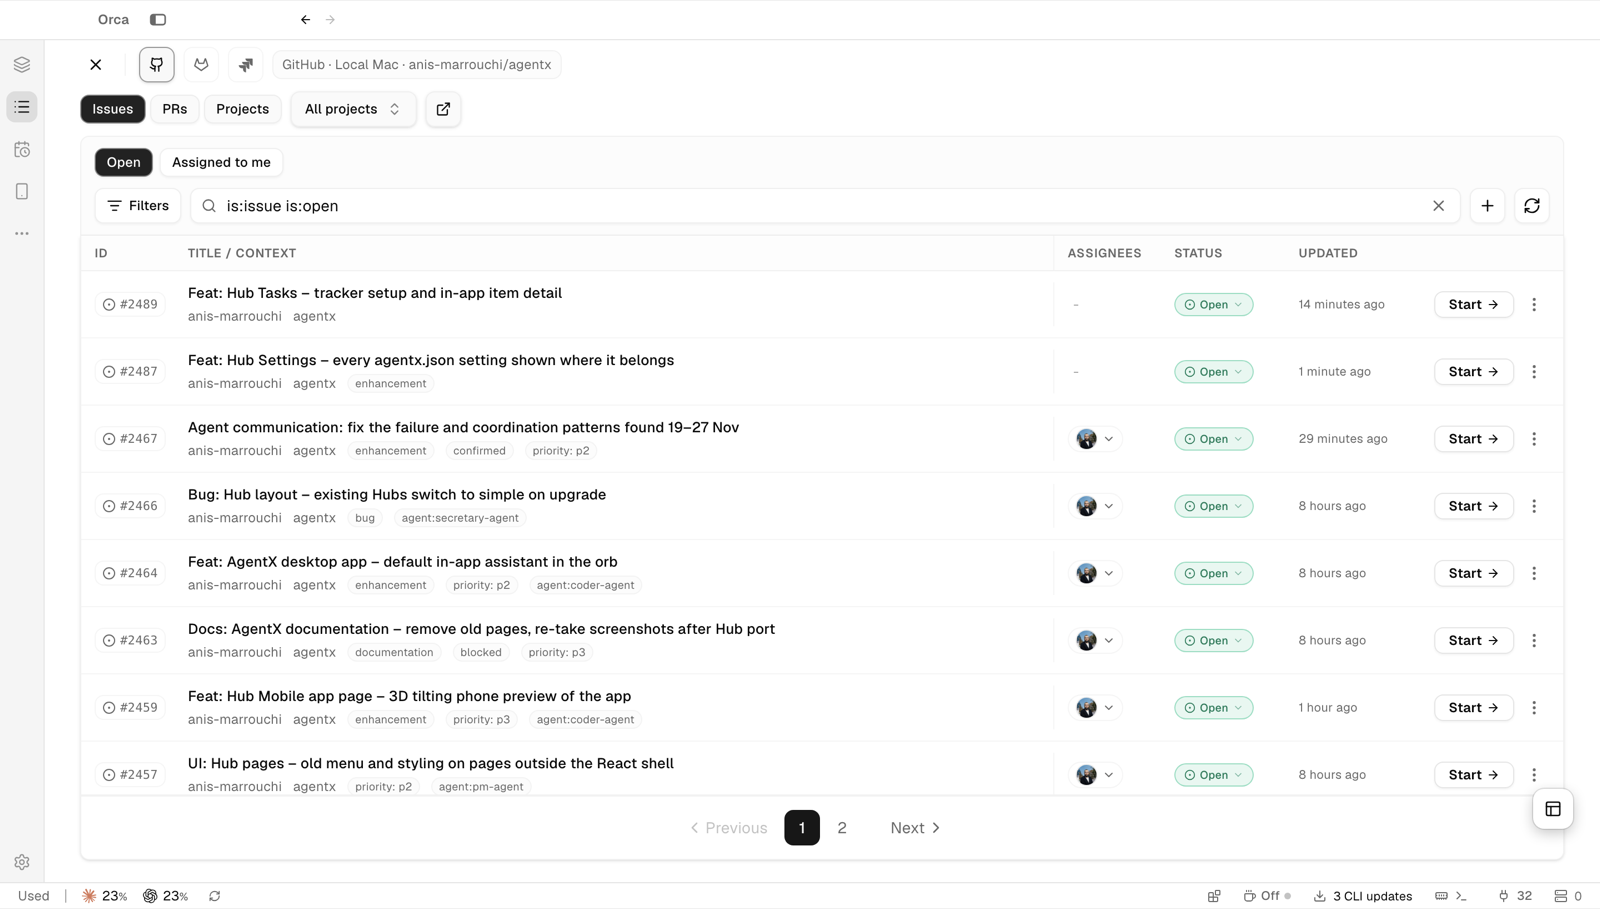 Orca
GitHub · Local Mac · anis-marrouchi/agentx
Issues PRs Projects All projects
Open Assigned to me
Filters is:issue is:open
ID TITLE / CONTEXT ASSIGNEES STATUS UPDATED
#2489 Feat: Hub Tasks – tracker setup and in-app item detail - Open 14 minutes ago Start →
anis-marrouchi agentx
#2487 Feat: Hub Settings – every agentx.json setting shown where it belongs - Open 1 minute ago Start →
anis-marrouchi agentx enhancement
#2467 Agent communication: fix the failure and coordination patterns found 19–27 Nov Open 29 minutes ago Start →
anis-marrouchi agentx enhancement confirmed priority: p2
#2466 Bug: Hub layout – existing Hubs switch to simple on upgrade Open 8 hours ago Start →
anis-marrouchi agentx bug agent:secretary-agent
#2464 Feat: AgentX desktop app – default in-app assistant in the orb Open 8 hours ago Start →
anis-marrouchi agentx enhancement priority: p2 agent:coder-agent
#2463 Docs: AgentX documentation – remove old pages, re-take screenshots after Hub port Open 8 hours ago Start →
anis-marrouchi agentx documentation blocked priority: p3
#2459 Feat: Hub Mobile app page – 3D tilting phone preview of the app Open 1 hour ago Start →
anis-marrouchi agentx enhancement priority: p3 agent:coder-agent
#2457 UI: Hub pages – old menu and styling on pages outside the React shell Open 8 hours ago Start →
anis-marrouchi agentx priority: p2 agent:pm-agent
Previous 1 2 Next
Used 23% 23% Off 3 CLI updates 32 0